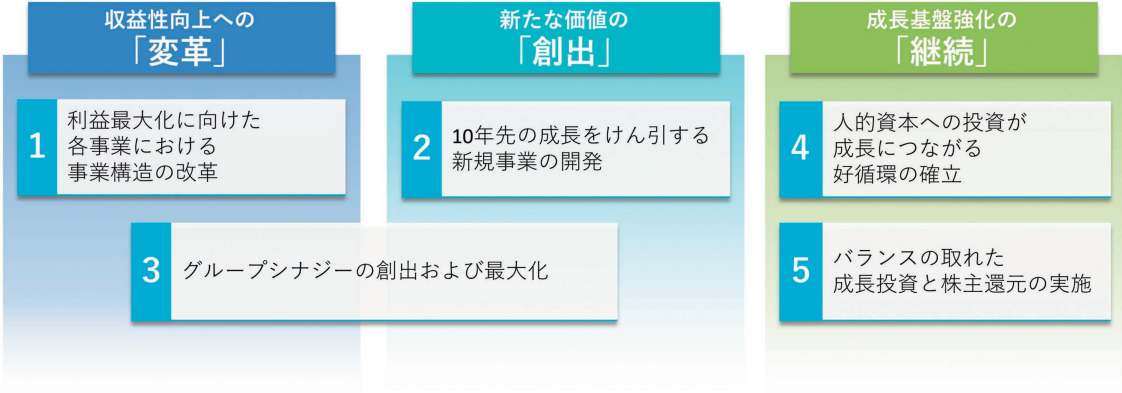 収益性向上への
「変革」
1
利益最大化に向けた
各事業における
事業構造の改革
新たな価値の
「創出」
2
10年先の成長をけん引する
新規事業の開発
3
グループシナジーの創出および最大化
成長基盤強化の
「継続」
4
人的資本への投資が
成長につながる
好循環の確立
5
バランスの取れた
成長投資と株主還元の実施